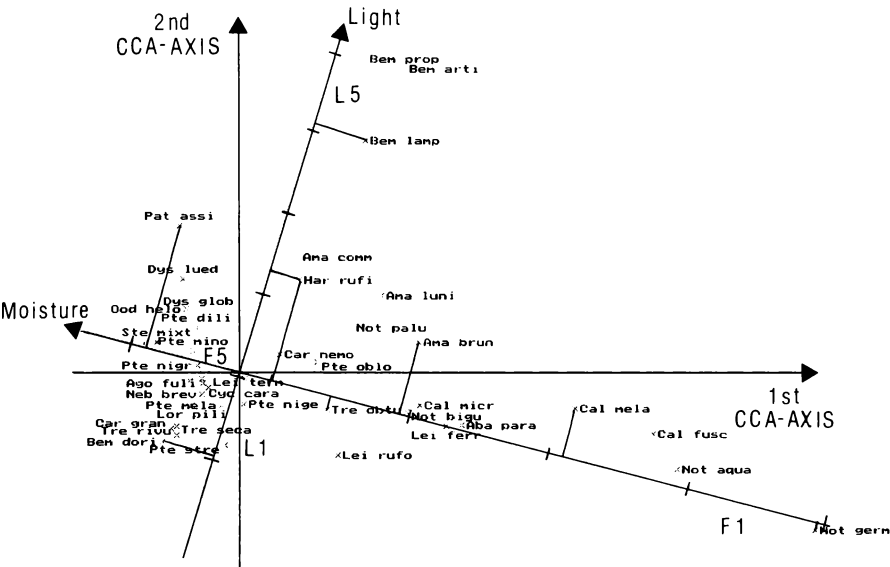 2nd
CCA-AXIS
Light
Bem prop
Bem arti
L5
Bem lamp
Pat assi
Ama comm
Dys lued
Har rufi
Ama luni
Dys glob
Ood helo
Moisture
Pte dili
Not palu
Ste mixt
Pte mino
Ama brun
F5
Car nemo
Pte nigr
Pte oblo
Ago fuli
Lei term
1st
CCA-AXIS
Neb brev
Cyc cara
Pte mela
Pte nige
Tre obtu
Cal micr
Cal mela
Lor pili
Not bigu
Car gran
Aba para
Tre rivu
Tre seca
Lei ferr
Cal fusc
Bem dori
Pte stre
L1
Lei rufo
Not aqua
F1
Not germ